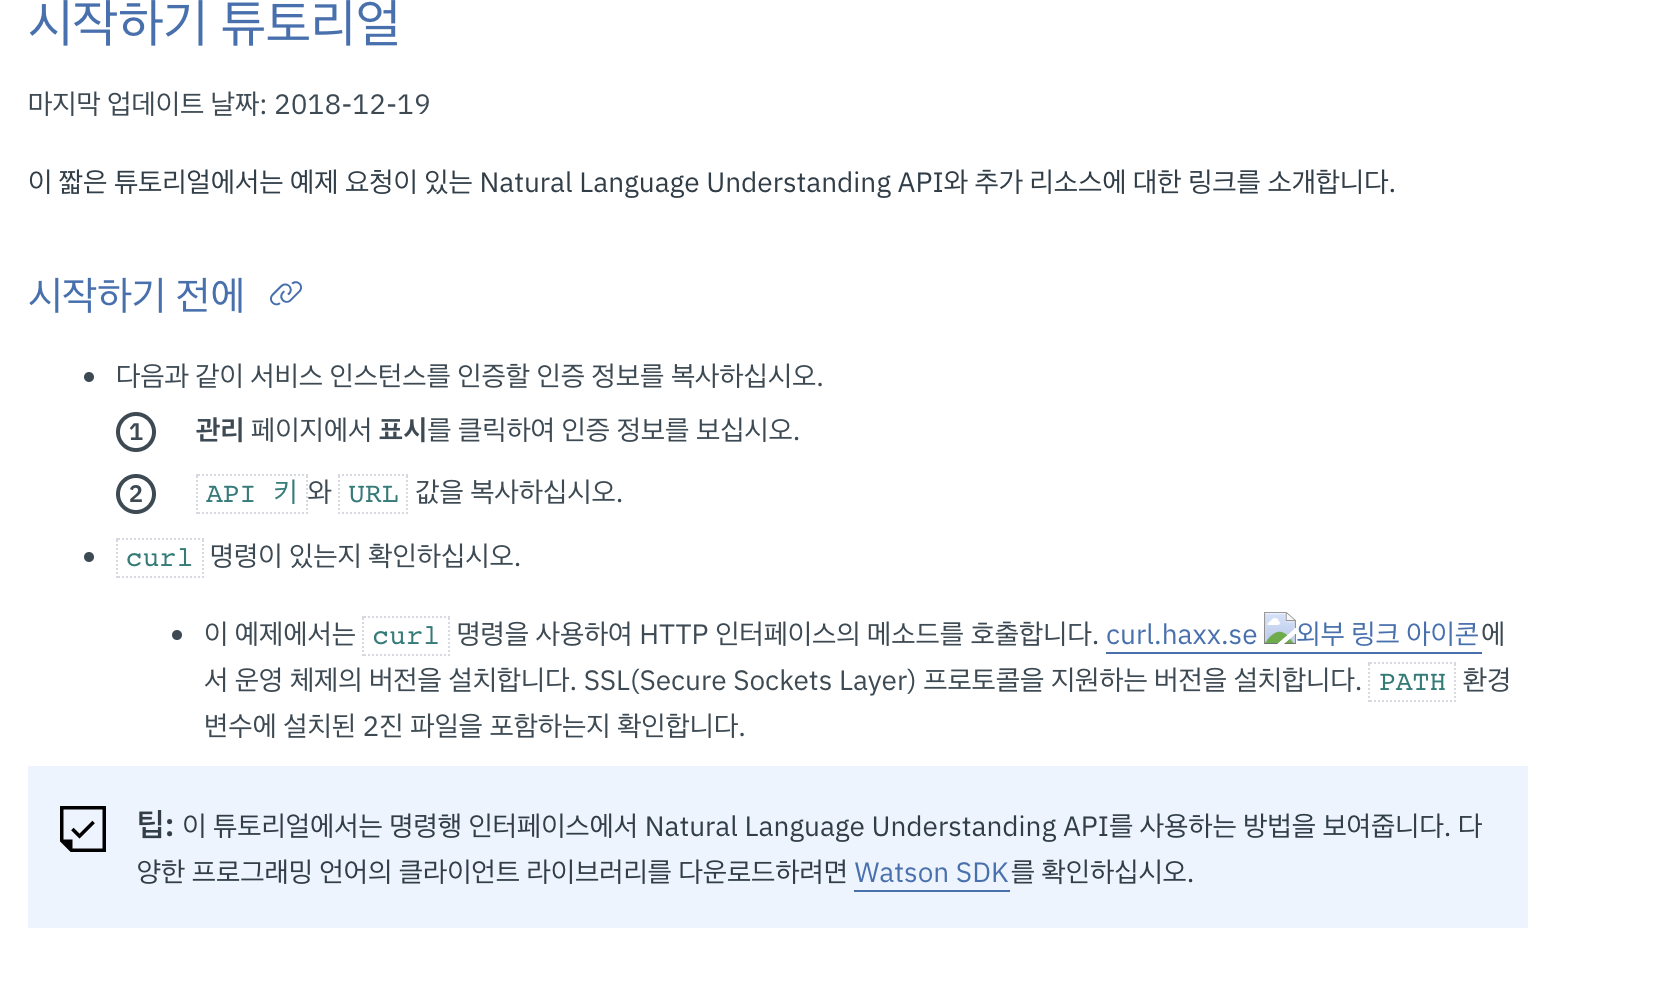 시작하기 튜토리얼
마지막 업데이트 날짜: 2018-12-19
이 짧은 튜토리얼에서는 예제 요청이 있는 Natural Language Understanding API와 추가 리소스에 대한 링크를 소개합니다.
시작하기 전에
다음과 같이 서비스 인스턴스를 인증할 인증 정보를 복사하십시오.
1 관리 페이지에서 표시를 클릭하여 인증 정보를 보십시오.
2 API 키와 URL 값을 복사하십시오.
curl 명령이 있는지 확인하십시오.
이 예제에서는 curl 명령을 사용하여 HTTP 인터페이스의 메소드를 호출합니다. curl.haxx.se 외부 링크 아이콘에
서 운영 체제의 버전을 설치합니다. SSL(Secure Sockets Layer) 프로토콜을 지원하는 버전을 설치합니다. PATH 환경
변수에 설치된 2진 파일을 포함하는지 확인합니다.
팁: 이 튜토리얼에서는 명령행 인터페이스에서 Natural Language Understanding API를 사용하는 방법을 보여줍니다. 다
양한 프로그래밍 언어의 클라이언트 라이브러리를 다운로드하려면 Watson SDK를 확인하십시오.